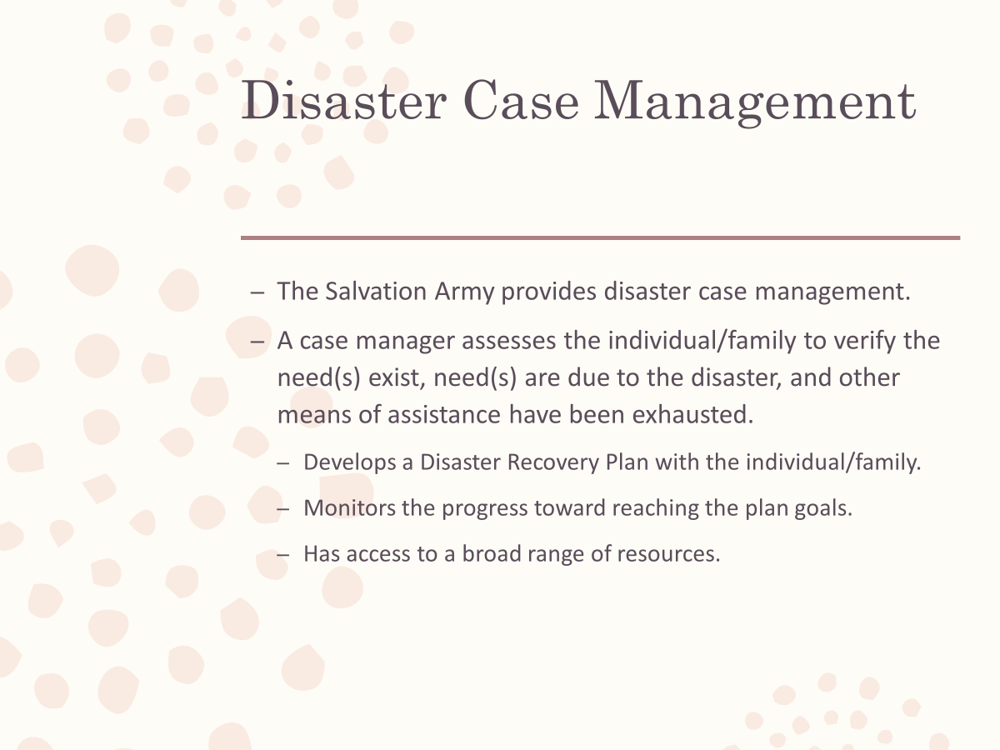 Disaster Case Management
– The Salvation Army provides disaster case management.
– A case manager assesses the individual/family to verify the
need(s) exist, need(s) are due to the disaster, and other
means of assistance have been exhausted.
– Develops a Disaster Recovery Plan with the individual/family.
– Monitors the progress toward reaching the plan goals.
– Has access to a broad range of resources.